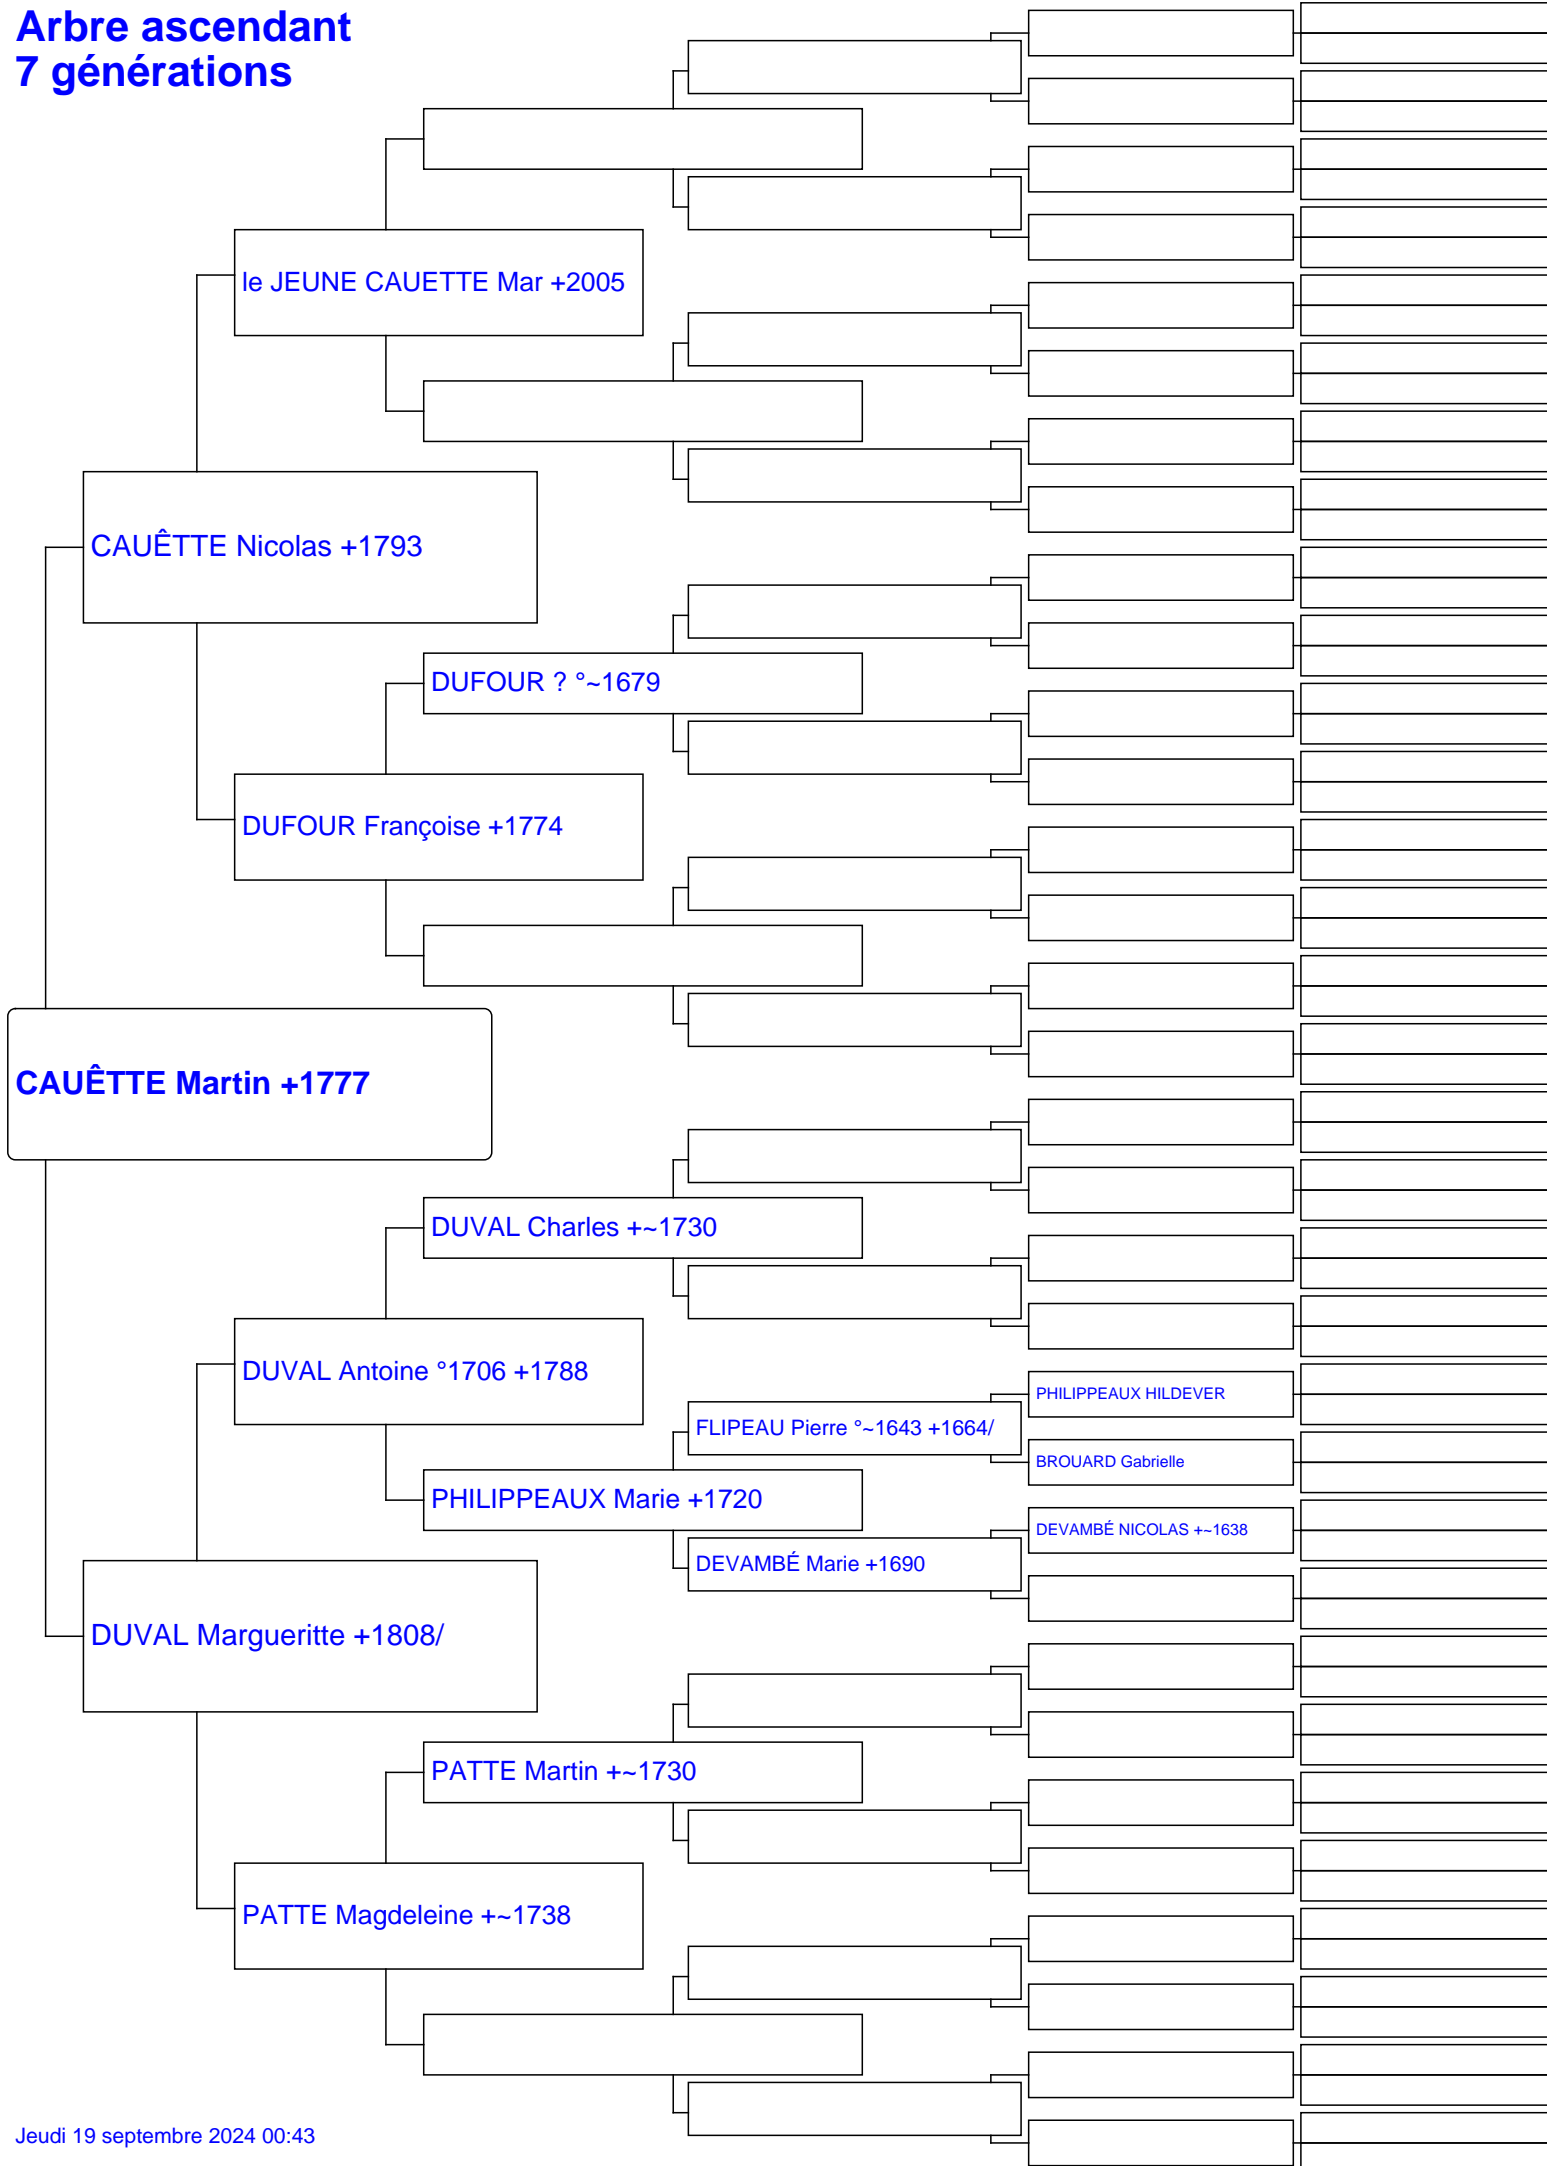 Arbre ascendant
7 générations
le JEUNE CAUETTE Mar +2005
CAUÊTTE Nicolas +1793
DUFOUR ? °~1679
DUFOUR Françoise +1774
CAUÊTTE Martin +1777
DUVAL Charles +~1730
DUVAL Antoine °1706 +1788
PHILIPPEAUX HILDEVER
FLIPEAU Pierre °~1643 +1664/
BROUARD Gabrielle
PHILIPPEAUX Marie +1720
DEVAMBÉ NICOLAS +~1638
DEVAMBÉ Marie +1690
DUVAL Margueritte +1808/
PATTE Martin +~1730
PATTE Magdeleine +~1738
Jeudi 19 septembre 2024 00:43